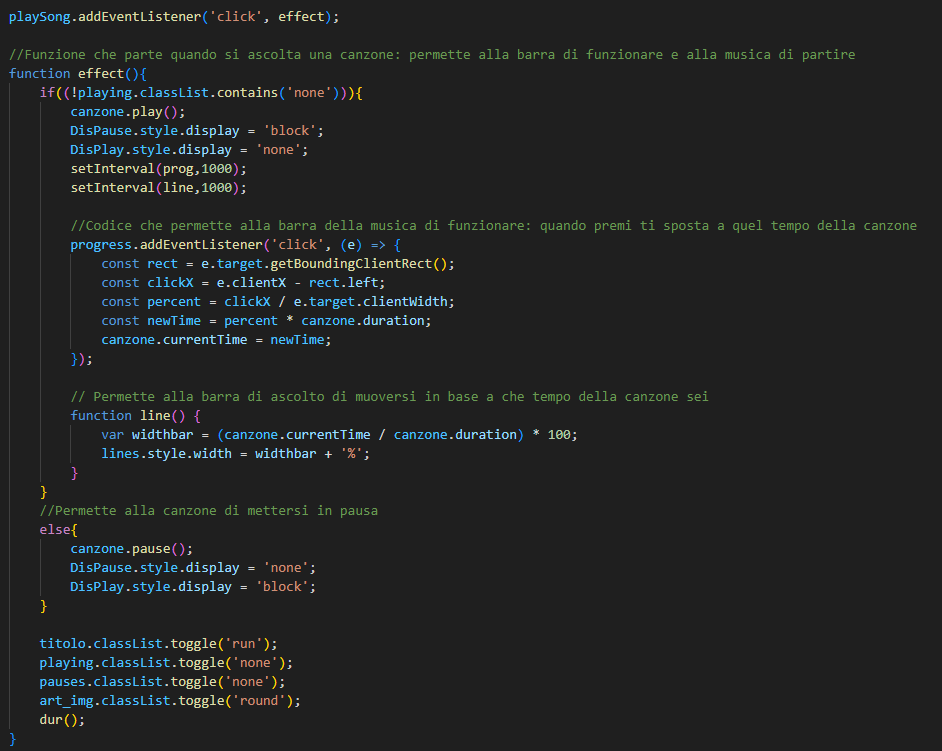 playSong.addEventListener('click', effect);
//Funzione che parte quando si ascolta una canzone: permette alla barra di funzionare e alla musica di partire
function effect(){
if((!playing.classList.contains('none'))){
canzone.play();
DisPause.style.display = 'block';
DisPlay.style.display = 'none';
setInterval(prog,1000);
setInterval(line,1000);
//Codice che permette alla barra della musica di funzionare: quando premi ti sposta a quel tempo della canzone
progress.addEventListener('click', (e) => {
const rect = e.target.getBoundingClientRect();
const clickX = e.clientX - rect.left;
const percent = clickX / e.target.clientWidth;
const newTime = percent * canzone.duration;
canzone.currentTime = newTime;
});
// Permette alla barra di ascolto di muoversi in base a che tempo della canzone sei
function line() {
var widthbar = (canzone.currentTime / canzone.duration) * 100;
lines.style.width = widthbar + '%';
}
}
//Permette alla canzone di mettersi in pausa
else{
canzone.pause();
DisPause.style.display = 'none';
DisPlay.style.display = 'block';
}
titolo.classList.toggle('run');
playing.classList.toggle('none');
pauses.classList.toggle('none');
art_img.classList.toggle('round');
dur();
}